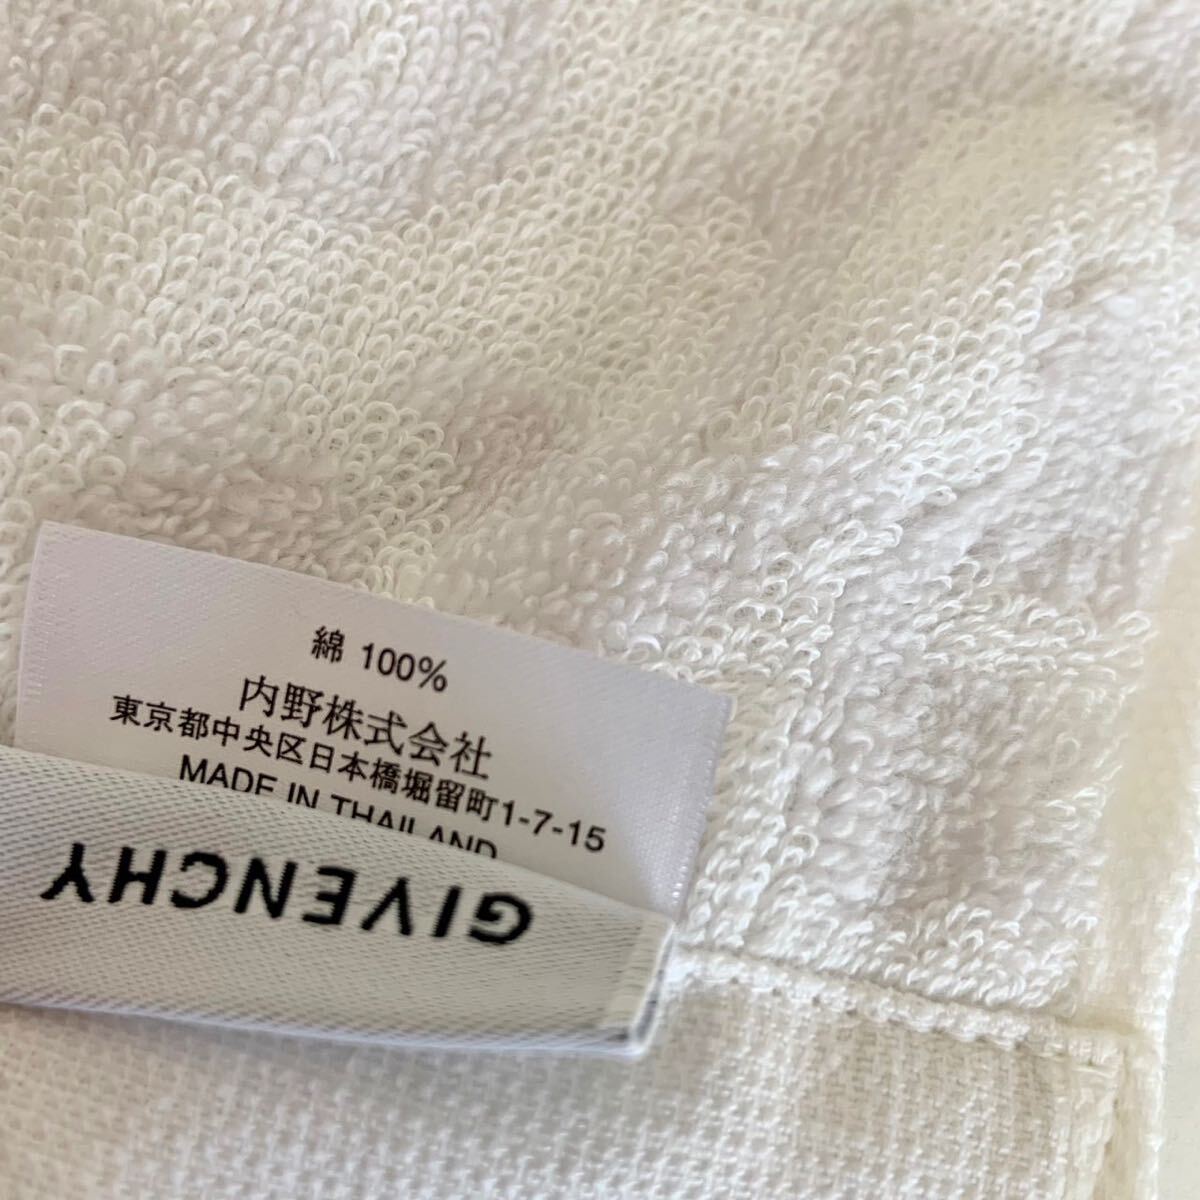 綿 100%
内野株式会社
東京都中央区日本橋堀留町1-7-15
MADE IN THAILAND
GIVENCHY